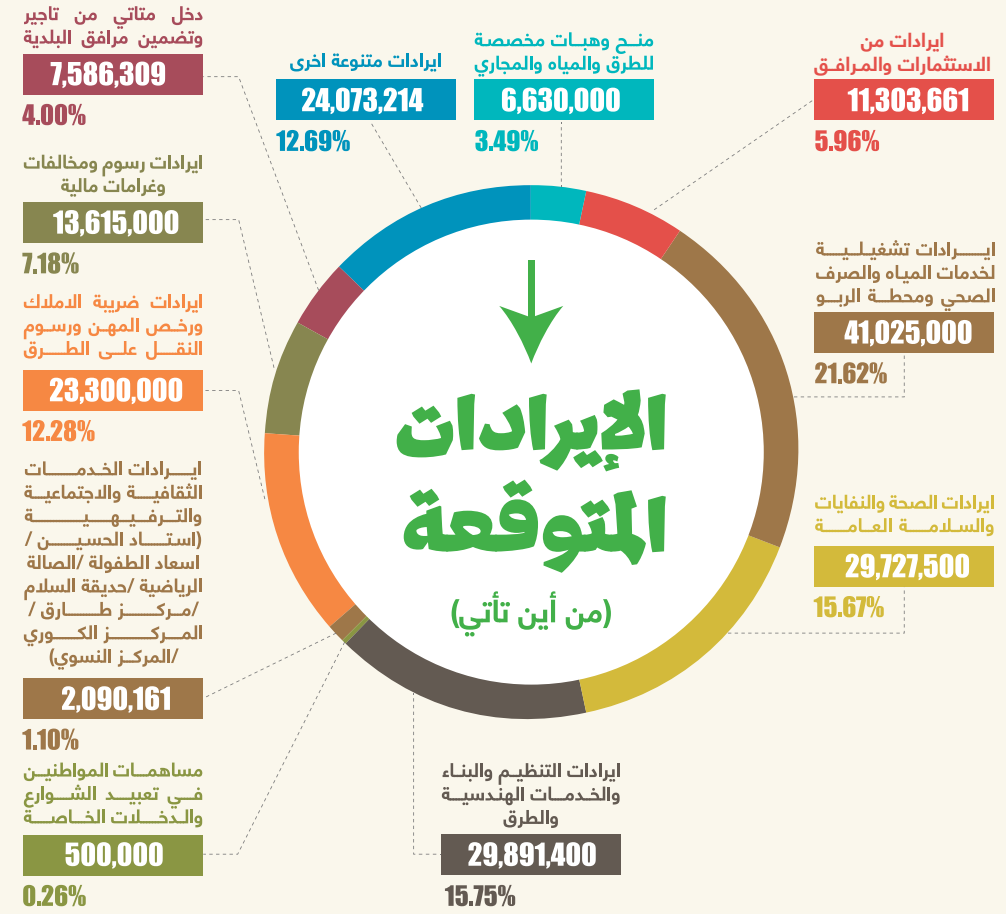 الإيرادات
المتوقعة
(من أين تأتي)
ايرادات من
الاستثمارات والمرافق
11,303,661
5.96%
ايرادات تشغيلية
لخدمات المياه والصرف
الصحي ومحطة الربو
41,025,000
21.62%
ايرادات الصحة والنفايات
والسلامة العامة
29,727,500
15.67%
ايرادات التنظيم والبناء
والخدمات الهندسية
والطرق
29,891,400
15.75%
مساهمات المواطنين
في تعبيد الشوارع
والدخلات الخاصة
500,000
0.26%
ايرادات الخدمات
الثقافية والاجتماعية
والترفيهية
(استاد الحسين /
اسعاد الطفولة /الصالة
الرياضية /حديقة السلام
/مركز طارق /
المركز الكوري
/المركز النسوي)
2,090,161
1.10%
ايرادات ضريبة الاملاك
ورخص المهن ورسوم
النقل على الطرق
23,300,000
12.28%
ايرادات رسوم ومخالفات
وغرامات مالية
13,615,000
7.18%
دخل متاتي من تاجير
وتضمين مرافق البلدية
7,586,309
4.00%
ايرادات متنوعة اخرى
24,073,214
12.69%
منح وهبات مخصصة
للطرق والمياه والمجاري
6,630,000
3.49%